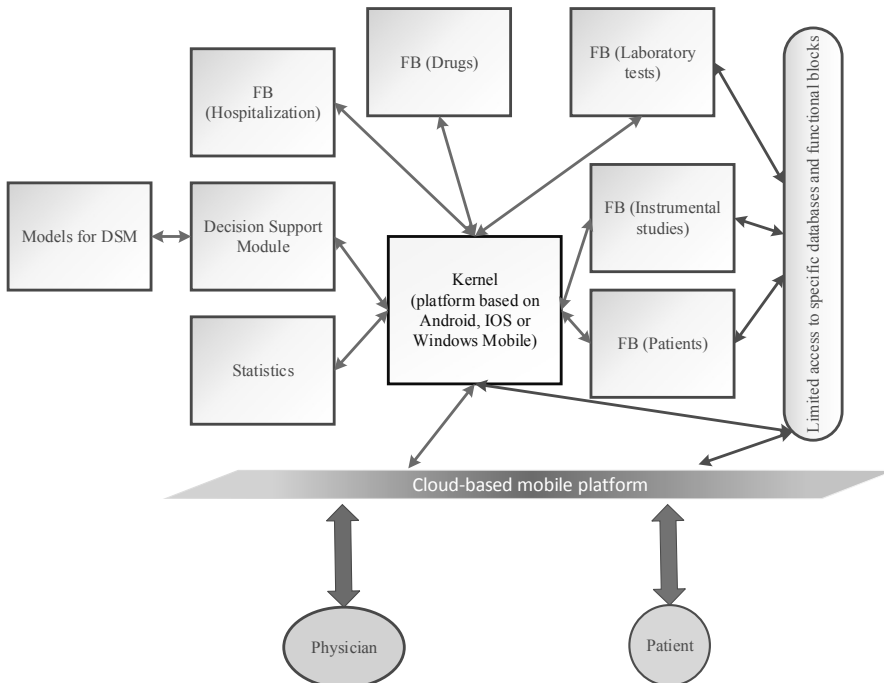 FB (Drugs)
FB (Laboratory
tests)
FB
(Hospitalization)
Limited access to specific databases and functional blocks
Models for DSM
Decision Support
Module
FB (Instrumental
studies)
Kernel
(platform based on
Android, IOS or
Windows Mobile)
FB (Patients)
Statistics
Cloud-based mobile platform
Physician
Patient